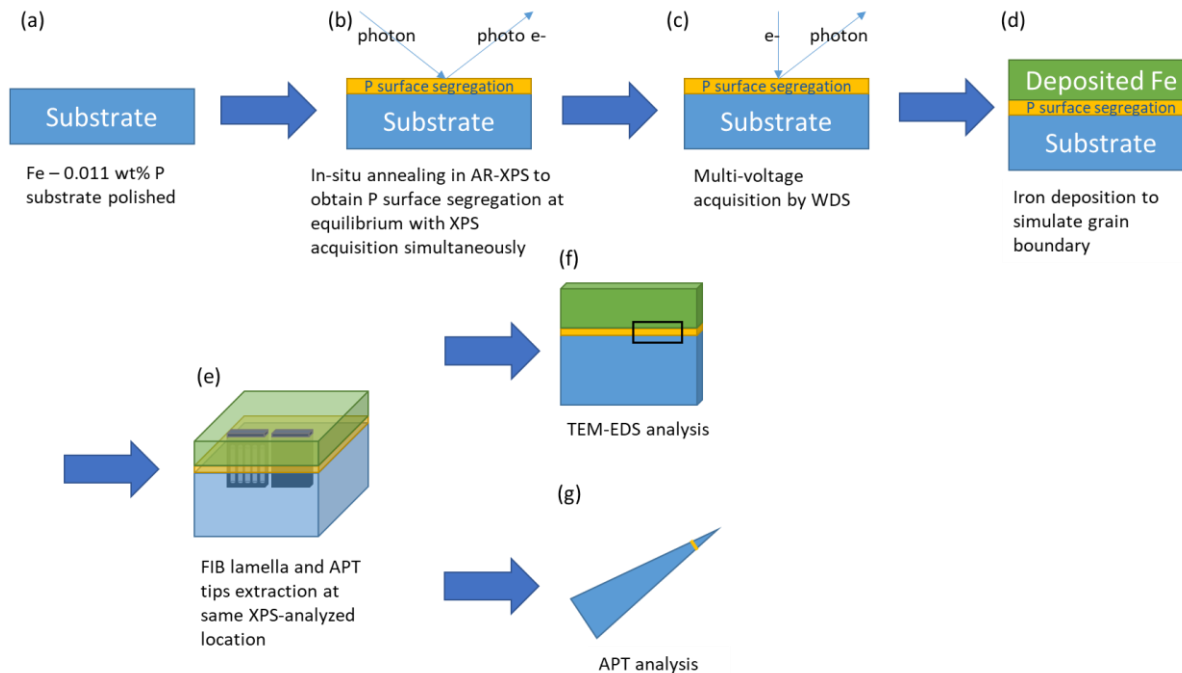 (a)
Substrate
Fe – 0.011 wt% P
substrate polished
(b)
photon
photo e-
P surface segregation
Substrate
In-situ annealing in AR-XPS to
obtain P surface segregation at
equilibrium with XPS
acquisition simultaneously
(c)
e-
photon
P surface segregation
Substrate
Multi-voltage
acquisition by WDS
(d)
Deposited Fe
P surface segregation
Substrate
Iron deposition to
simulate grain
boundary
(e)
FIB lamella and APT
tips extraction at
same XPS-analyzed
location
(f)
TEM-EDS analysis
(g)
APT analysis